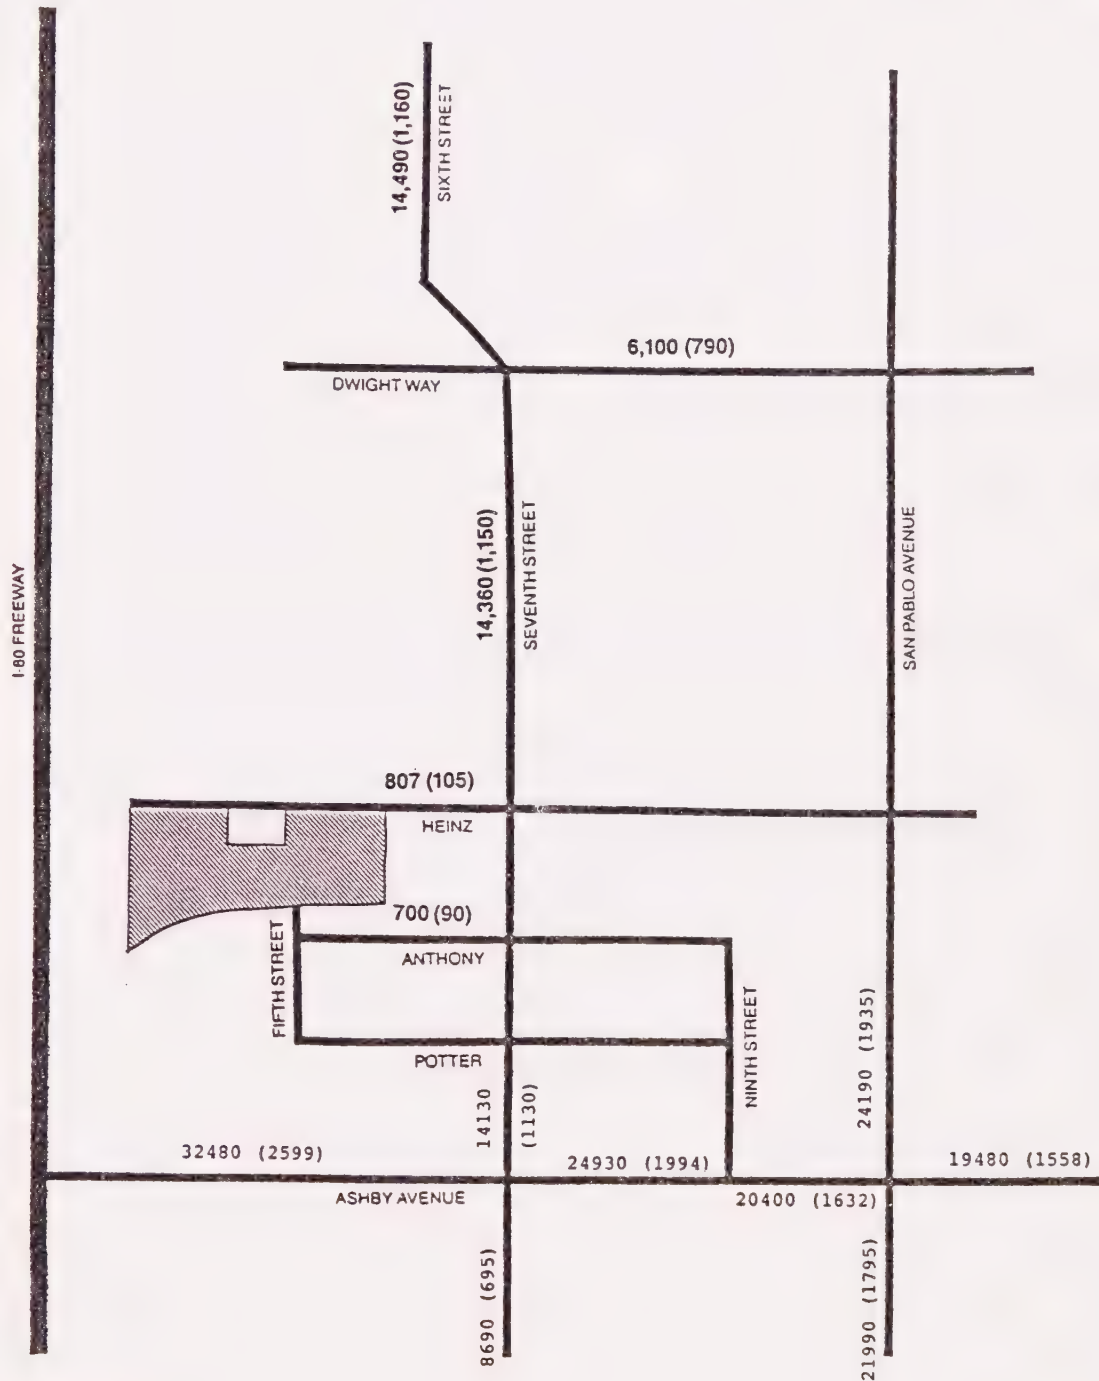 14,490 (1,160)
SIXTH STREET
6,100 (790)
DWIGHT WAY
I-80 FREEWAY
14,360 (1,150)
SEVENTH STREET
SAN PABLO AVENUE
807 (105)
HEINZ
700 (90)
ANTHONY
FIFTH STREET
POTTER
NINTH STREET
24190 (1935)
14130
(1130)
32480 (2599)
24930 (1994)
19480 (1558)
ASHBY AVENUE
20400 (1632)
8690 (695)
21990 (1795)